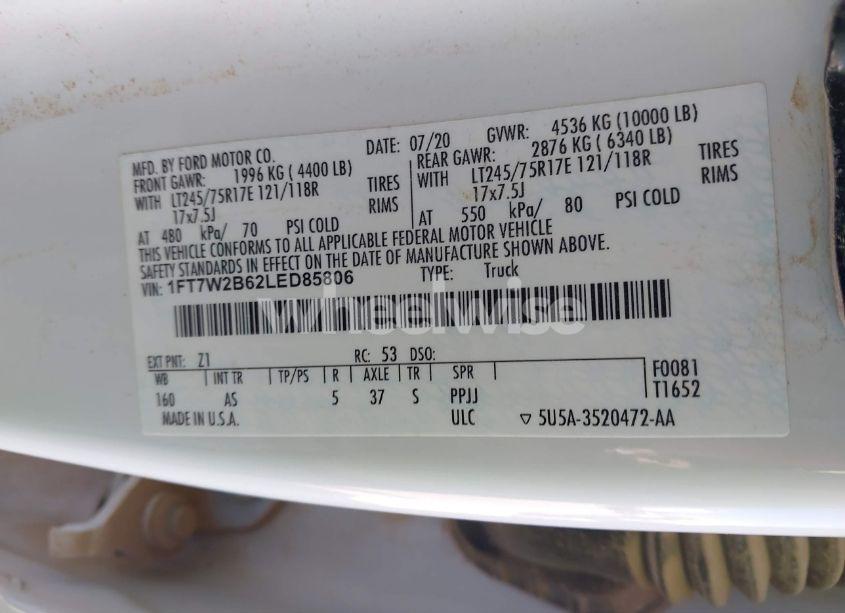 MFD. BY FORD MOTOR CO. DATE: 07/20 GVWR: 4536 KG (10000 LB)
FRONT GAWR: 1996 KG ( 4400 LB) REAR GAWR: 2876 KG ( 6340 LB)
WITH LT245/75R17E 121/118R TIRES WITH LT245/75R17E 121/118R TIRES
17x7.5J RIMS 17x7.5J RIMS
AT 480 kPa/ 70 PSI COLD AT 550 kPa/ 80 PSI COLD
THIS VEHICLE CONFORMS TO ALL APPLICABLE FEDERAL MOTOR VEHICLE
SAFETY STANDARDS IN EFFECT ON THE DATE OF MANUFACTURE SHOWN ABOVE.
VIN: 1FT7W2B62LED85806 TYPE: Truck
wheelwise
EXT PNT: Z1 RC: 53 DSO:
WB INT TR TP/PS R AXLE TR SPR F0081
160 AS 5 37 S PPJJ T1652
MADE IN U.S.A. ULC ▽ 5U5A-3520472-AA